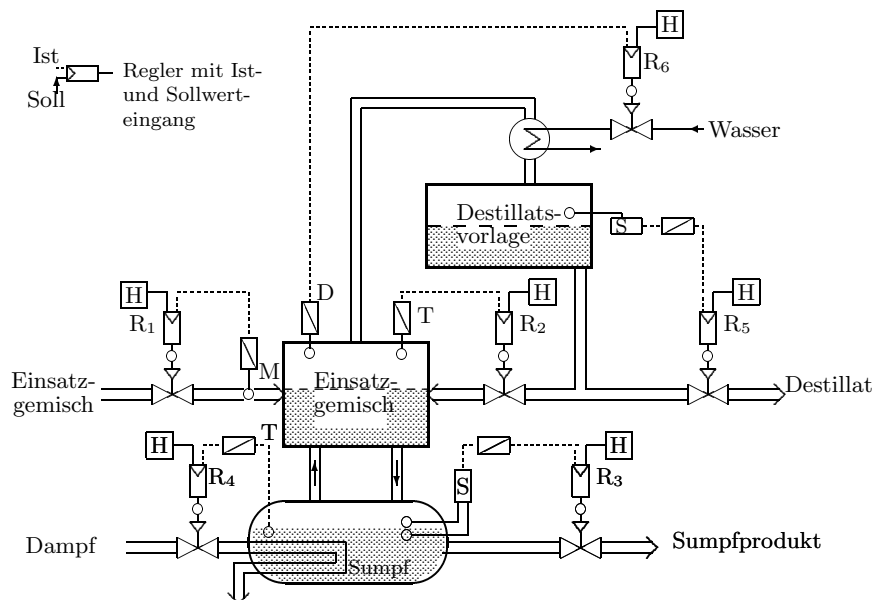 H
Ist
R6
Regler mit Ist-
und Sollwert-
eingang
Soll
Wasser
Destillats-
vorlage
S
D
H
H
H
T
R1
R2
R5
M
Einsatz-
gemisch
Einsatz-
gemisch
Destillat
H
T
H
R4
S
R3
Dampf
Sumpf
Sumpfprodukt